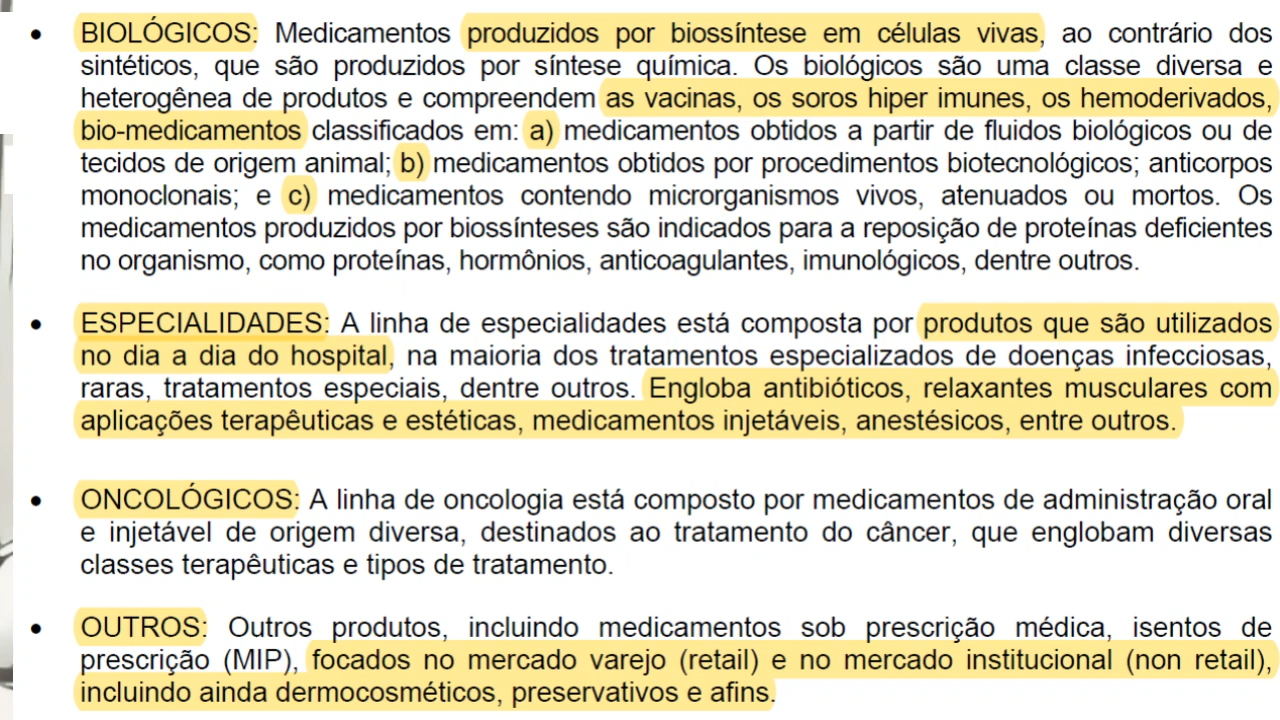 • BIOLÓGICOS: Medicamentos produzidos por biossíntese em células vivas, ao contrário dos
sintéticos, que são produzidos por síntese química. Os biológicos são uma classe diversa e
heterogênea de produtos e compreendem as vacinas, os soros hiper imunes, os hemoderivados,
bio-medicamentos classificados em: a) medicamentos obtidos a partir de fluidos biológicos ou de
tecidos de origem animal; b) medicamentos obtidos por procedimentos biotecnológicos; anticorpos
monoclonais; e c) medicamentos contendo microrganismos vivos, atenuados ou mortos. Os
medicamentos produzidos por biossínteses são indicados para a reposição de proteínas deficientes
no organismo, como proteínas, hormônios, anticoagulantes, imunológicos, dentre outros.
• ESPECIALIDADES: A linha de especialidades está composta por produtos que são utilizados
no dia a dia do hospital, na maioria dos tratamentos especializados de doenças infecciosas,
raras, tratamentos especiais, dentre outros. Engloba antibióticos, relaxantes musculares com
aplicações terapêuticas e estéticas, medicamentos injetáveis, anestésicos, entre outros.
• ONCOLÓGICOS: A linha de oncologia está composto por medicamentos de administração oral
e injetável de origem diversa, destinados ao tratamento do câncer, que englobam diversas
classes terapêuticas e tipos de tratamento.
• OUTROS: Outros produtos, incluindo medicamentos sob prescrição médica, isentos de
prescrição (MIP), focados no mercado varejo (retail) e no mercado institucional (non retail),
incluindo ainda dermocosméticos, preservativos e afins.